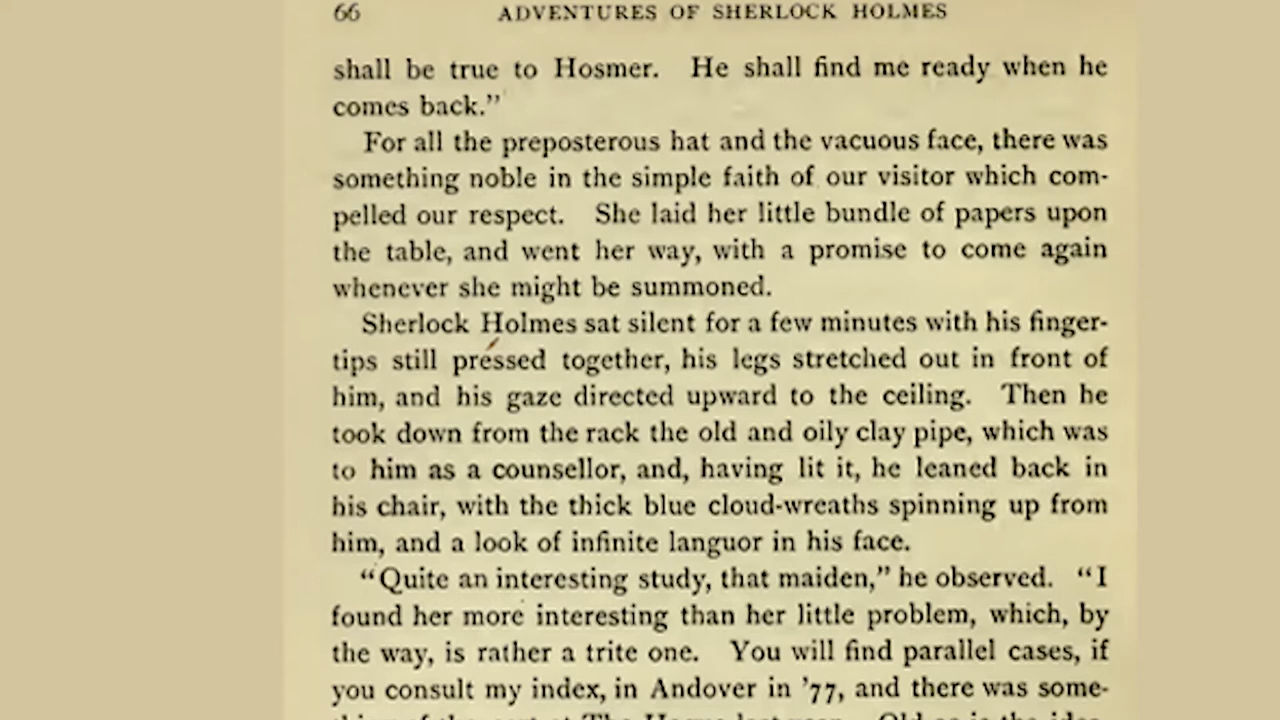 66 ADVENTURES OF SHERLOCK HOLMES
shall be true to Hosmer. He shall find me ready when he
comes back.”
For all the preposterous hat and the vacuous face, there was
something noble in the simple faith of our visitor which com-
pelled our respect. She laid her little bundle of papers upon
the table, and went her way, with a promise to come again
whenever she might be summoned.
Sherlock Holmes sat silent for a few minutes with his finger-
tips still pressed together, his legs stretched out in front of
him, and his gaze directed upward to the ceiling. Then he
took down from the rack the old and oily clay pipe, which was
to him as a counsellor, and, having lit it, he leaned back in
his chair, with the thick blue cloud-wreaths spinning up from
him, and a look of infinite languor in his face.
“Quite an interesting study, that maiden,” he observed. “I
found her more interesting than her little problem, which, by
the way, is rather a trite one. You will find parallel cases, if
you consult my index, in Andover in ’77, and there was some-